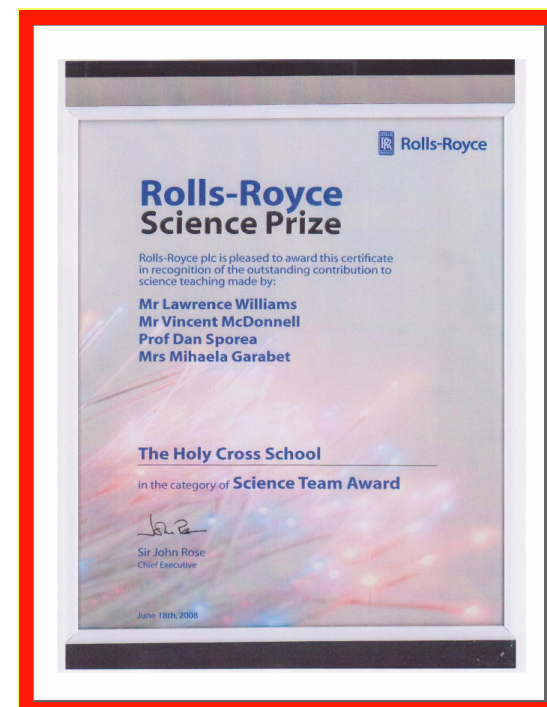 Rolls-Royce
Rolls-Royce
Science Prize
Rolls-Royce plc is pleased to award this certificate
in recognition of the outstanding contribution to
science teaching made by:
Mr Lawrence Williams
Mr Vincent McDonnell
Prof Dan Sporea
Mrs Mihaela Garabet
The Holy Cross School
in the category of Science Team Award
Sir John Rose
Chief Executive
June 18th, 2008